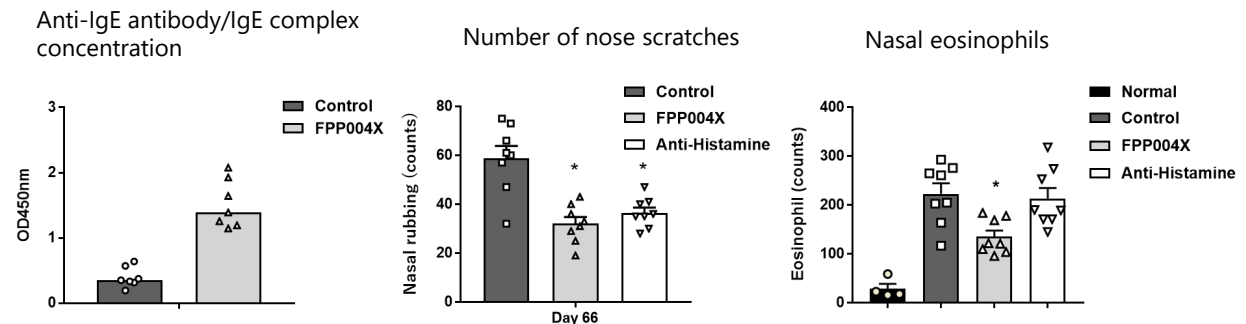 Anti-IgE antibody/IgE complex
concentration
3
2
1
0
OD450nm
Control
FPP004X
Number of nose scratches
80
60
40
20
0
Nasal rubbing (counts)
Control
FPP004X
Anti-Histamine
*
*
Day 66
Nasal eosinophils
400
300
200
100
0
Eosinophil (counts)
Normal
Control
FPP004X
Anti-Histamine
*